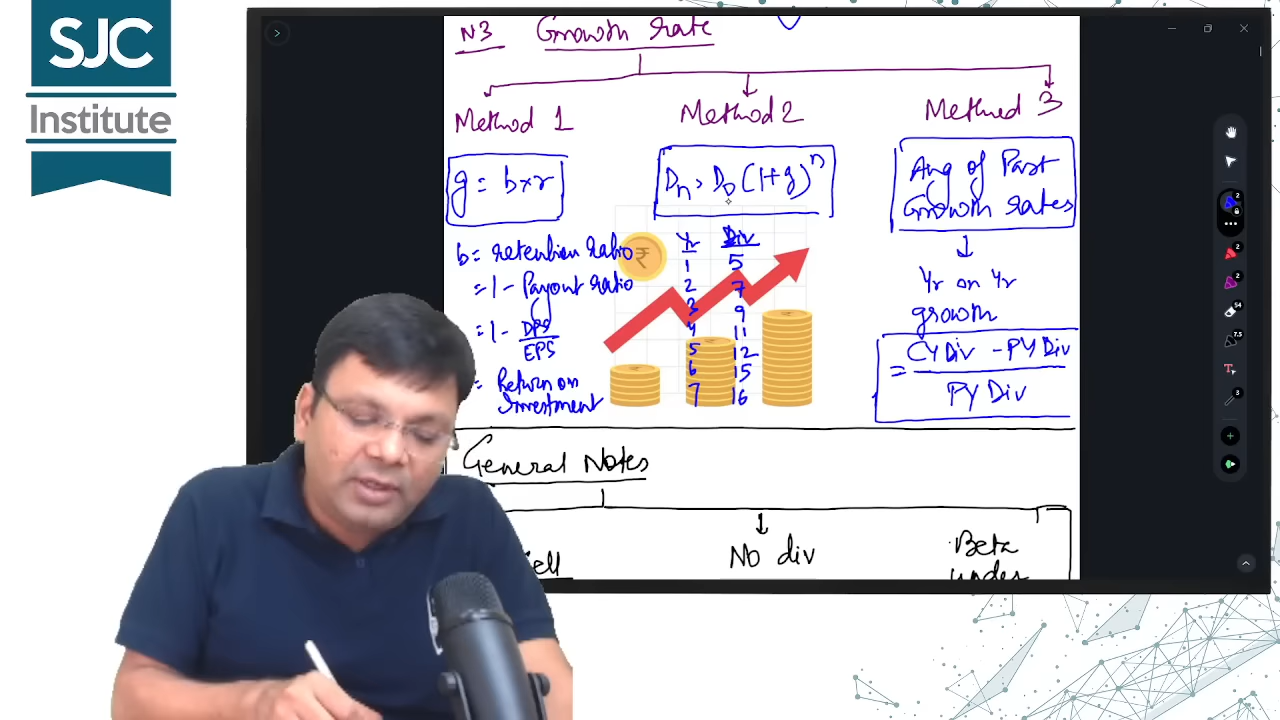 SJC
Institute
N3 Growth rate
Method 1
Method 2
Method 3
g = b×r
Dn = D0 (1+g)^n
Avg of Past
Growth rates
b = retention ratio
= 1 - Payout ratio
= 1 - DPS
EPS
= Return on
Investment
Yr Div
1 5
2 7
3 9
4 11
5 12
6 15
7 16
Yr on Yr
growth
= CY Div - PY Div
PY Div
General Notes
No div
Beta
under